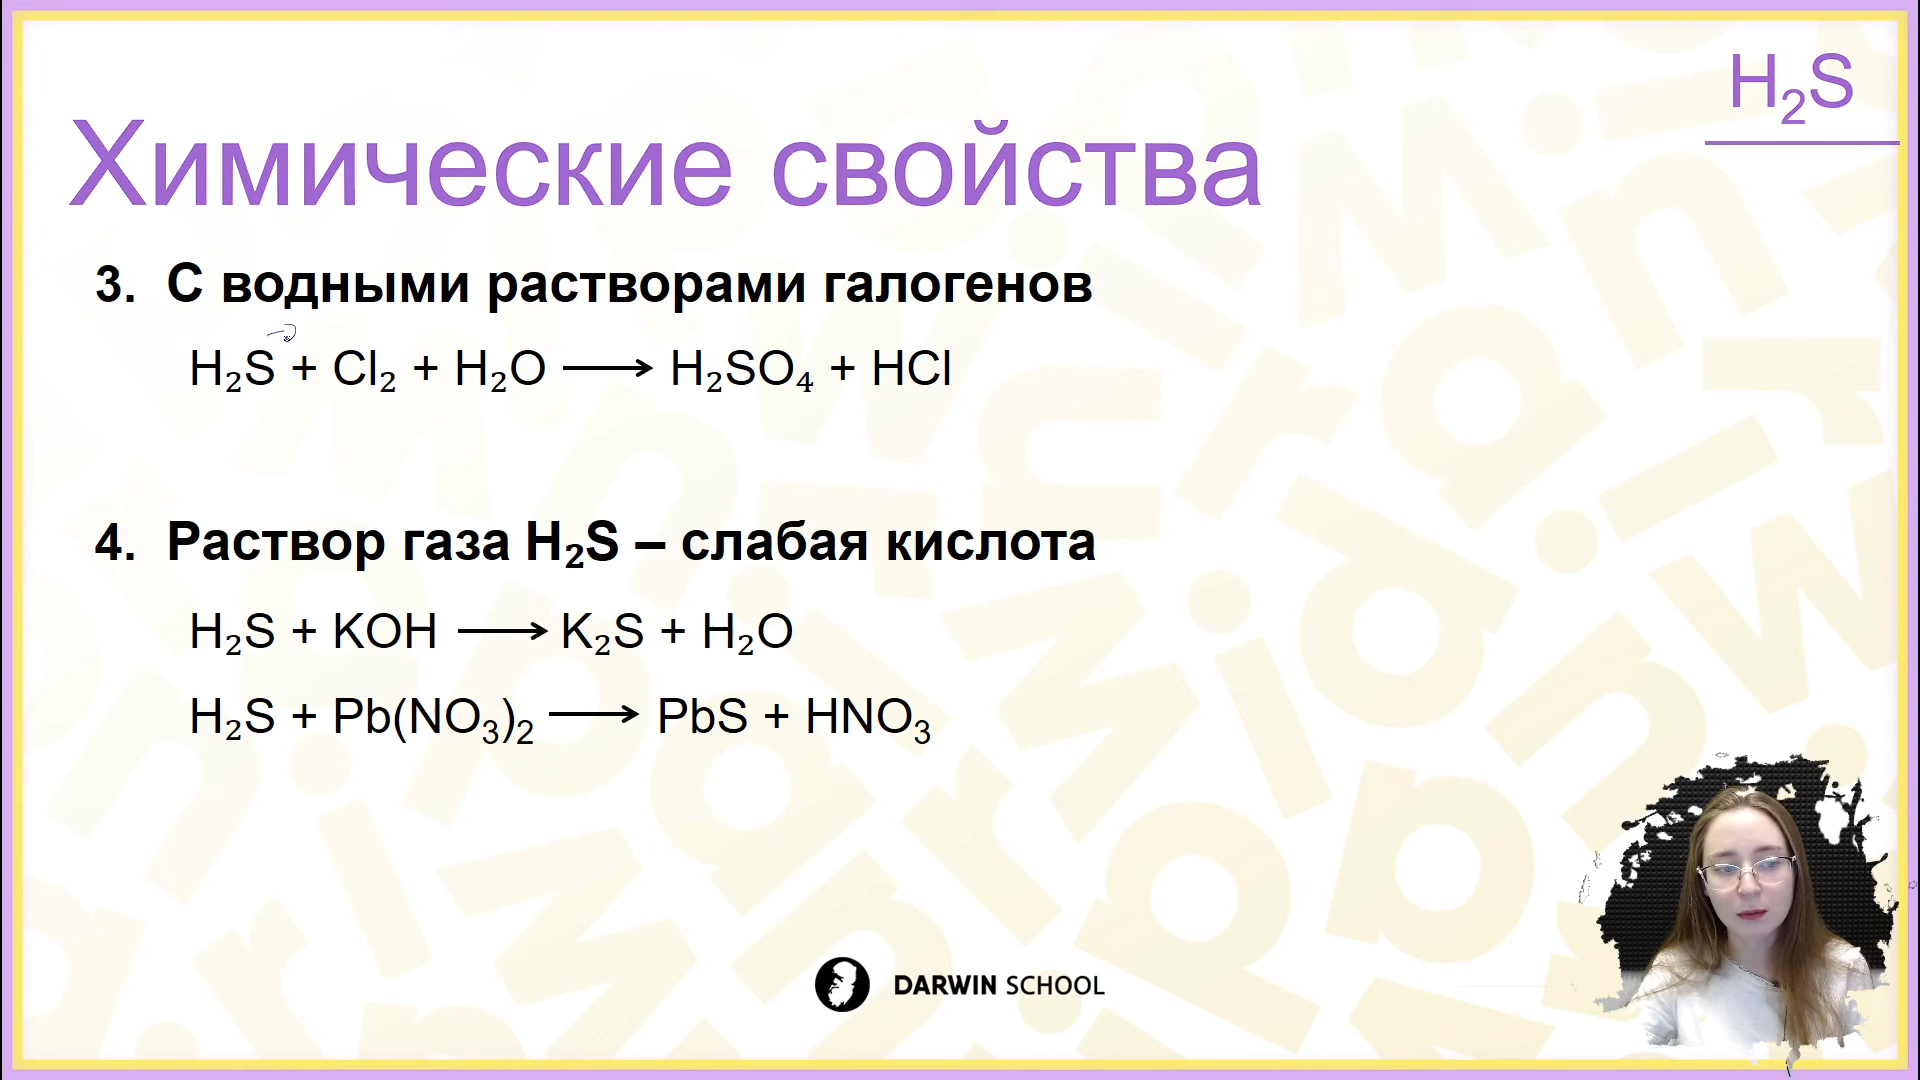 H₂S
Химические свойства
3. С водными растворами галогенов
H₂S + Cl₂ + H₂O ⟶ H₂SO₄ + HCl
4. Раствор газа H₂S – слабая кислота
H₂S + KOH ⟶ K₂S + H₂O
H₂S + Pb(NO₃)₂ ⟶ PbS + HNO₃
DARWIN SCHOOL